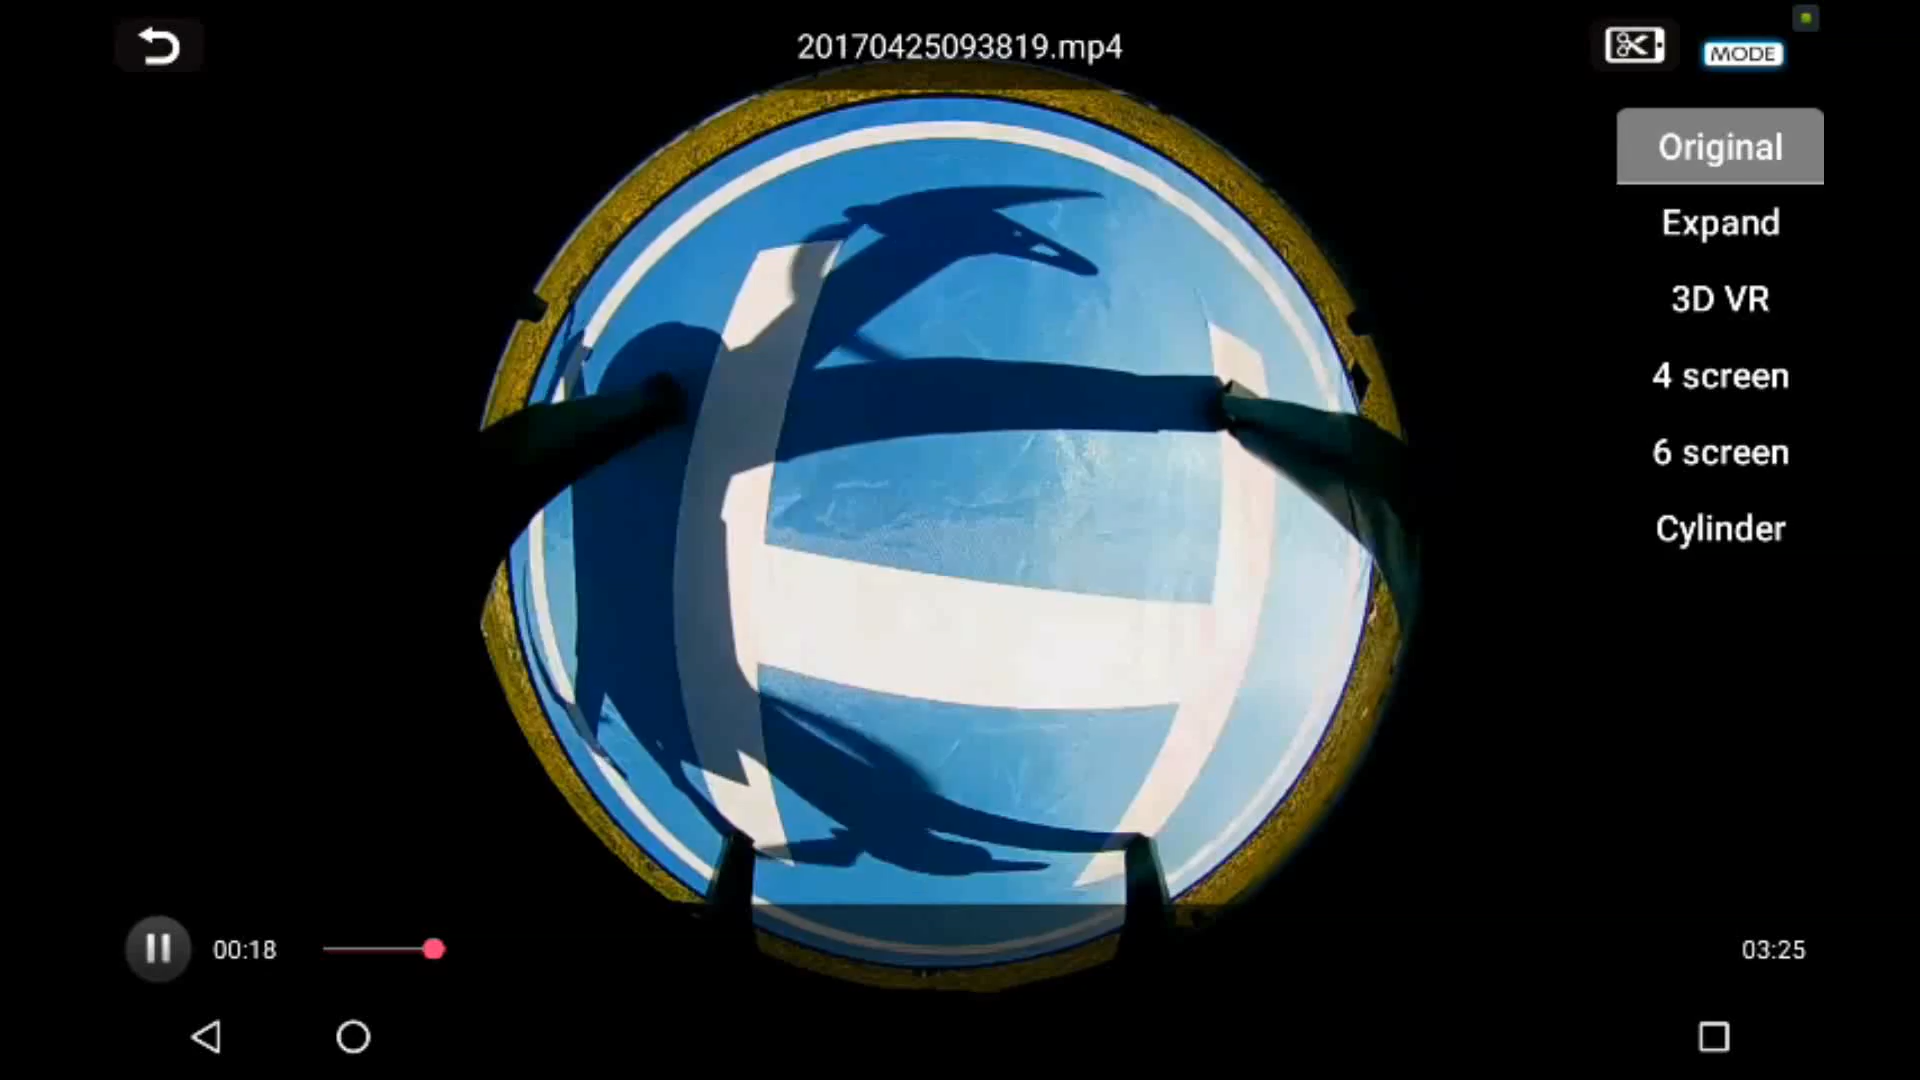 20170425093819.mp4
MODE
Original
Expand
3D VR
4 screen
6 screen
Cylinder
00:18
03:25